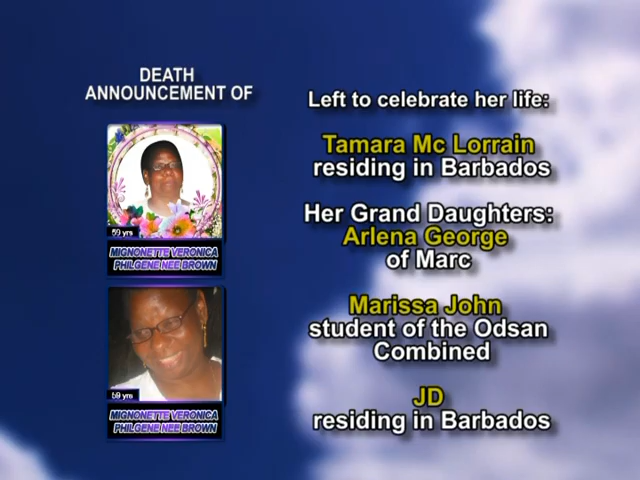 DEATH
ANNOUNCEMENT OF
59 yrs
MIGNONETTE VERONICA
PHILGENE NEE BROWN
59 yrs
MIGNONETTE VERONICA
PHILGENE NEE BROWN
Left to celebrate her life:
Tamara Mc Lorrain
residing in Barbados
Her Grand Daughters:
Arlena George
of Marc
Marissa John
student of the Odsan
Combined
JD
residing in Barbados